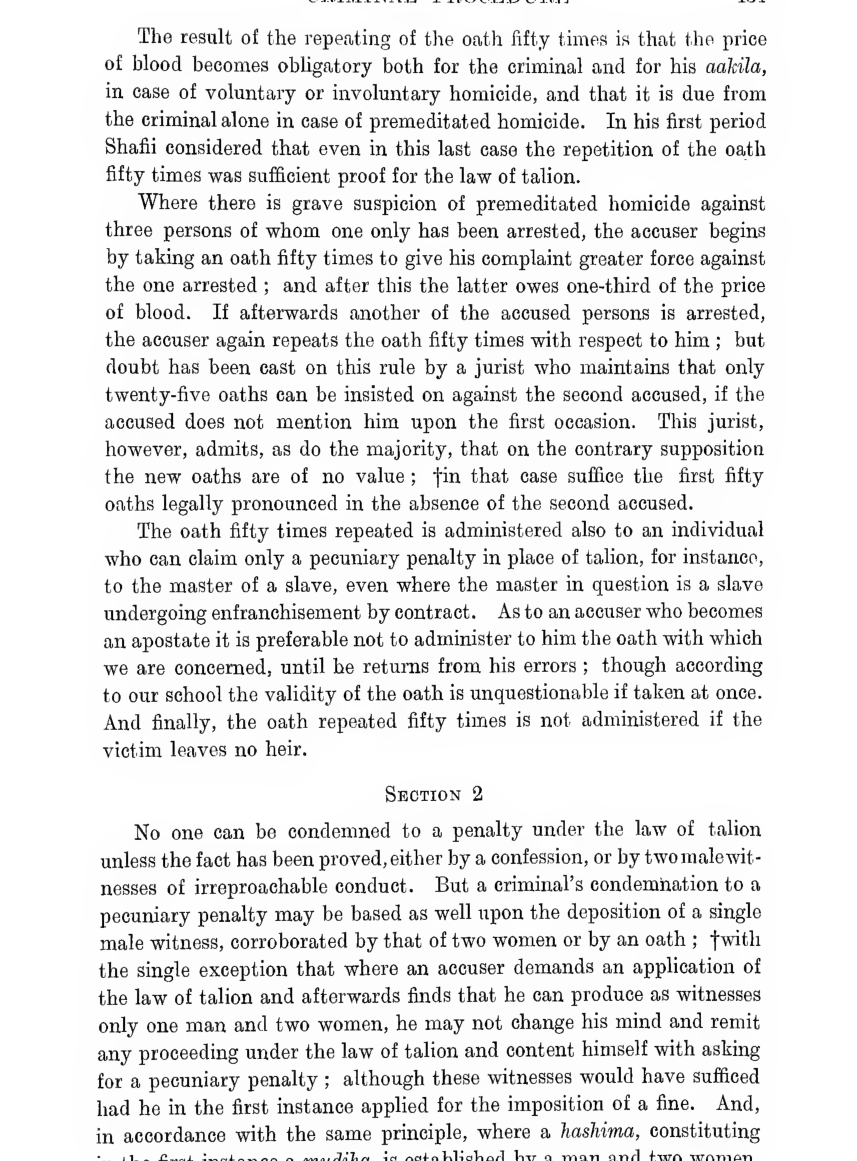 The result of the repeating of the oath fifty times is that the price
of blood becomes obligatory both for the criminal and for his aakila,
in case of voluntary or involuntary homicide, and that it is due from
the criminal alone in case of premeditated homicide. In his first period
Shafii considered that even in this last case the repetition of the oath
fifty times was sufficient proof for the law of talion.
Where there is grave suspicion of premeditated homicide against
three persons of whom one only has been arrested, the accuser begins
by taking an oath fifty times to give his complaint greater force against
the one arrested ; and after this the latter owes one-third of the price
of blood. If afterwards another of the accused persons is arrested,
the accuser again repeats the oath fifty times with respect to him ; but
doubt has been cast on this rule by a jurist who maintains that only
twenty-five oaths can be insisted on against the second accused, if the
accused does not mention him upon the first occasion. This jurist,
however, admits, as do the majority, that on the contrary supposition
the new oaths are of no value ; †in that case suffice the first fifty
oaths legally pronounced in the absence of the second accused.
The oath fifty times repeated is administered also to an individual
who can claim only a pecuniary penalty in place of talion, for instance,
to the master of a slave, even where the master in question is a slave
undergoing enfranchisement by contract. As to an accuser who becomes
an apostate it is preferable not to administer to him the oath with which
we are concerned, until he returns from his errors ; though according
to our school the validity of the oath is unquestionable if taken at once.
And finally, the oath repeated fifty times is not administered if the
victim leaves no heir.
Section 2
No one can be condemned to a penalty under the law of talion
unless the fact has been proved, either by a confession, or by two male wit-
nesses of irreproachable conduct. But a criminal's condemnation to a
pecuniary penalty may be based as well upon the deposition of a single
male witness, corroborated by that of two women or by an oath ; †with
the single exception that where an accuser demands an application of
the law of talion and afterwards finds that he can produce as witnesses
only one man and two women, he may not change his mind and remit
any proceeding under the law of talion and content himself with asking
for a pecuniary penalty ; although these witnesses would have sufficed
had he in the first instance applied for the imposition of a fine. And,
in accordance with the same principle, where a hashima, constituting
is established by a man and two women